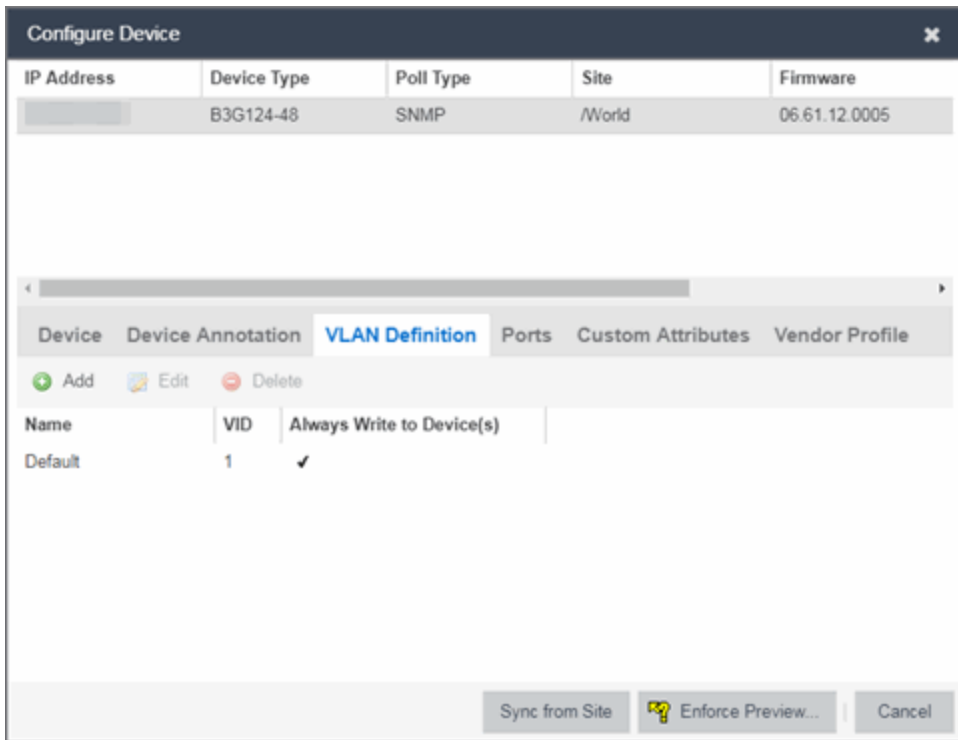 Configure Device
IP Address Device Type Poll Type Site Firmware
B3G124-48 SNMP /World 06.61.12.0005
Device Device Annotation VLAN Definition Ports Custom Attributes Vendor Profile
Add Edit Delete
Name VID Always Write to Device(s)
Default 1 ✔
Sync from Site Enforce Preview... Cancel